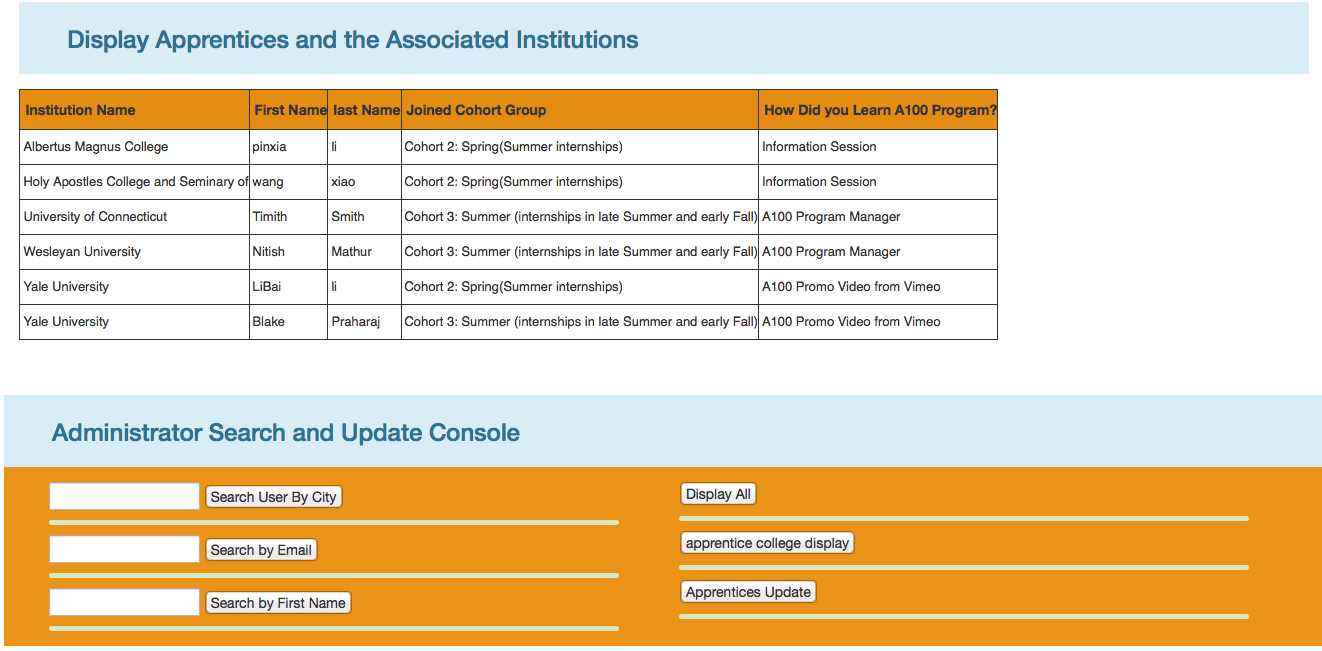 Display Apprentices and the Associated Institutions
Institution Name First Name last Name Joined Cohort Group How Did you Learn A100 Program?
Albertus Magnus College pinxia li Cohort 2: Spring(Summer internships) Information Session
Holy Apostles College and Seminary of wang xiao Cohort 2: Spring(Summer internships) Information Session
University of Connecticut Timith Smith Cohort 3: Summer (internships in late Summer and early Fall) A100 Program Manager
Wesleyan University Nitish Mathur Cohort 3: Summer (internships in late Summer and early Fall) A100 Program Manager
Yale University LiBai li Cohort 2: Spring(Summer internships) A100 Promo Video from Vimeo
Yale University Blake Praharaj Cohort 3: Summer (internships in late Summer and early Fall) A100 Promo Video from Vimeo
Administrator Search and Update Console
Search User By City
Search by Email
Search by First Name
Display All
apprentice college display
Apprentices Update